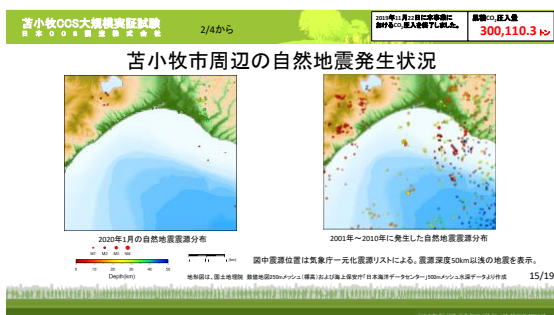 苫小牧CCS大規模実証試験
日本CCS調査株式会社
2/4から
2019年11月22日に本事業に
おけるCO₂圧入を終了しました。
累積CO₂圧入量
300,110.3 トン
苫小牧市周辺の自然地震発生状況
2020年1月の自然地震震源分布
2001年～2010年に発生した自然地震震源分布
M1 M2 M3 M4
0 10 20 30 40 50
Depth(km)
図中震源位置は気象庁一元化震源リストによる。震源深度50km以浅の地震を表示。
地形図は、国土地理院 数値地図250mメッシュ(標高)および海上保安庁「日本海洋データセンター」500mメッシュ水深データより作成
15/19